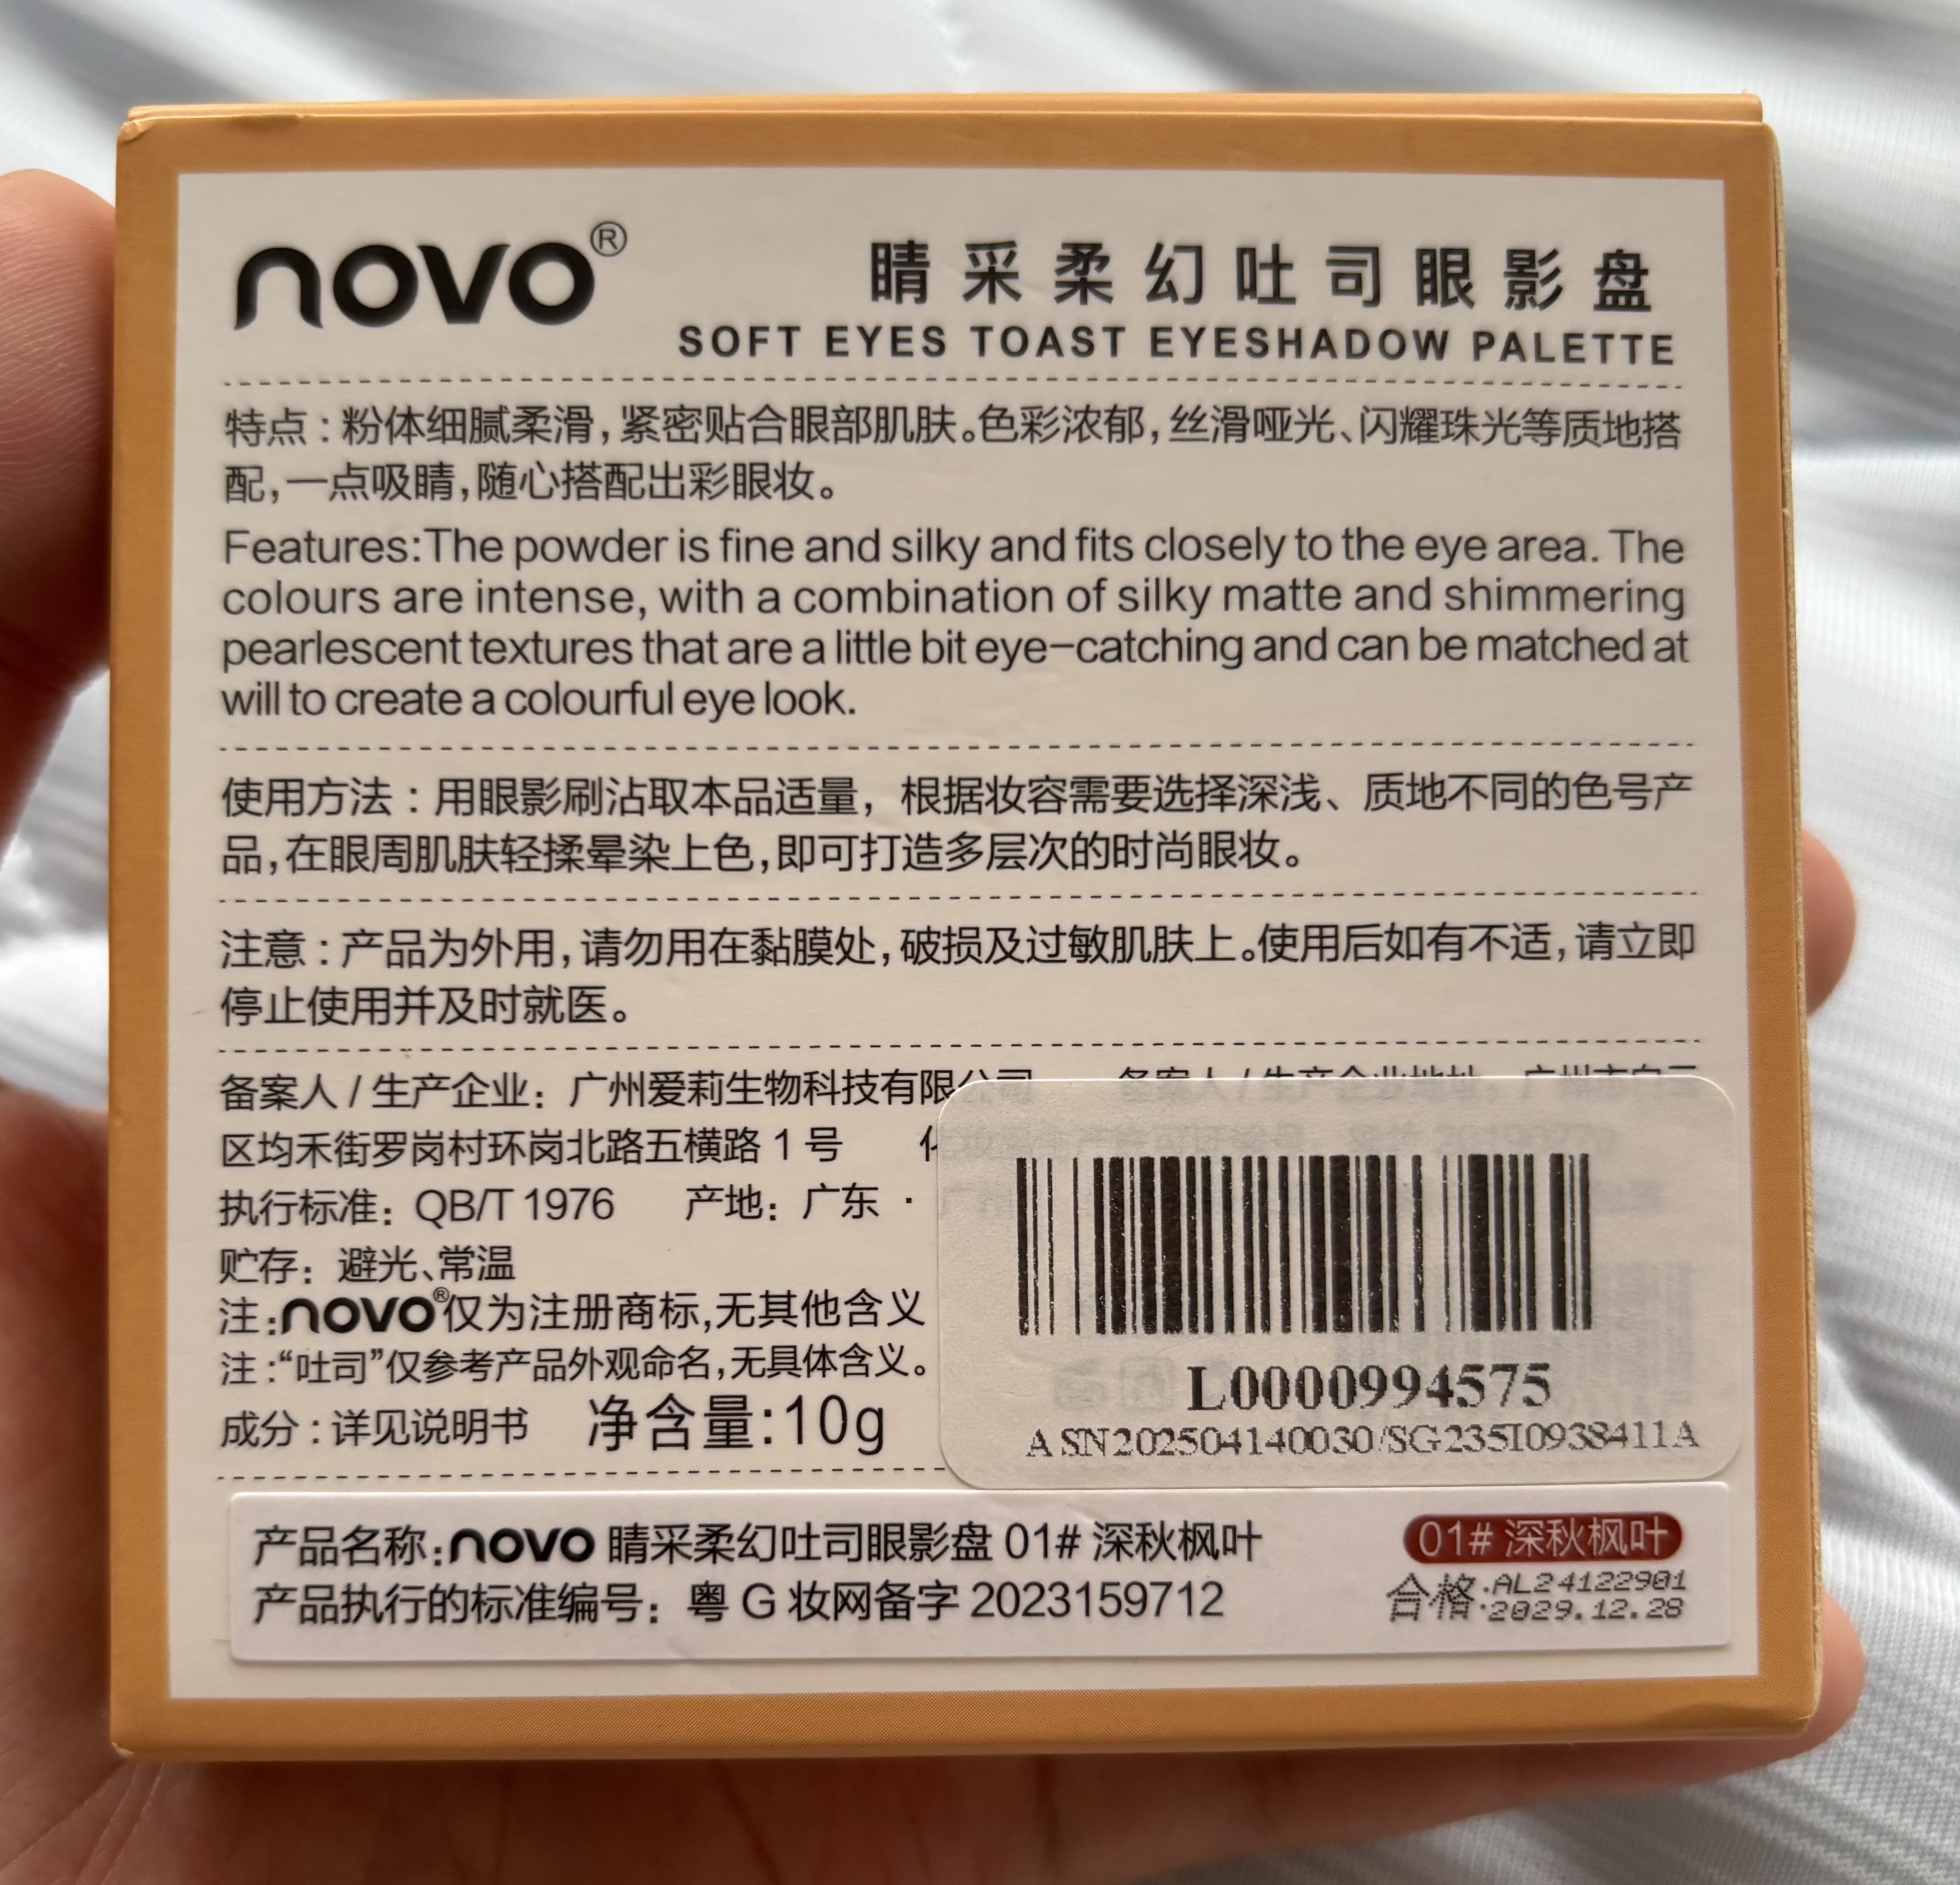 novo®
睛采柔幻吐司眼影盘
SOFT EYES TOAST EYESHADOW PALETTE
特点：粉体细腻柔滑，紧密贴合眼部肌肤。色彩浓郁，丝滑哑光、闪耀珠光等质地搭
配，一点吸睛，随心搭配出彩眼妆。
Features:The powder is fine and silky and fits closely to the eye area. The
colours are intense, with a combination of silky matte and shimmering
pearlescent textures that are a little bit eye-catching and can be matched at
will to create a colourful eye look.
使用方法：用眼影刷沾取本品适量，根据妆容需要选择深浅、质地不同的色号产
品，在眼周肌肤轻揉晕染上色，即可打造多层次的时尚眼妆。
注意：产品为外用，请勿用在黏膜处，破损及过敏肌肤上。使用后如有不适，请立即
停止使用并及时就医。
备案人/生产企业：广州爱莉生物科技有限公司 备案人/生产企业地址：广州市白云
区均禾街罗岗村环岗北路五横路1号
执行标准：QB/T 1976 产地：广东·
贮存：避光、常温
注:novo®仅为注册商标,无其他含义
注:“吐司”仅参考产品外观命名,无具体含义。
成分:详见说明书 净含量:10g
L0000994575
ASN202504140030/SG235I0938411A
产品名称:novo 睛采柔幻吐司眼影盘 01# 深秋枫叶
产品执行的标准编号：粤 G 妆网备字 2023159712
01# 深秋枫叶
合格:AL24122901
2029.12.28